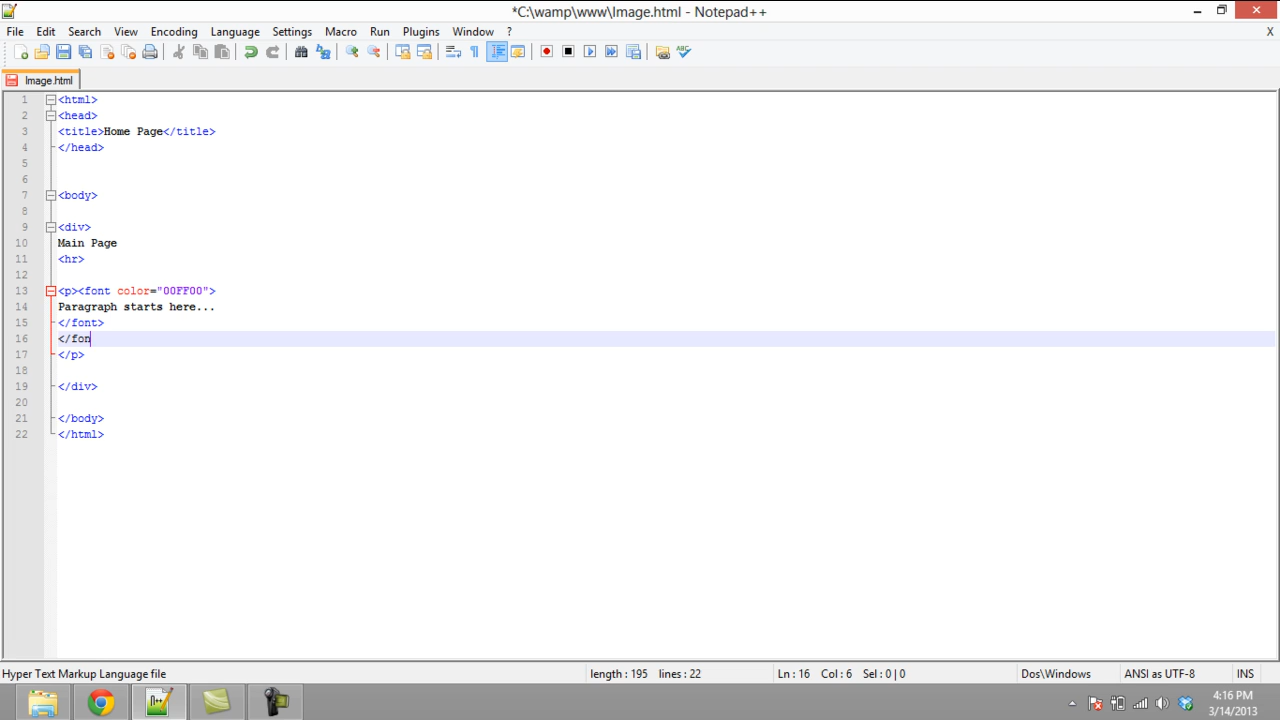 *C:\wamp\www\Image.html - Notepad++
File Edit Search View Encoding Language Settings Macro Run Plugins Window ? X
Image.html
1 <html>
2 <head>
3 <title>Home Page</title>
4 </head>
5
6
7 <body>
8
9 <div>
10 Main Page
11 <hr>
12
13 <p><font color="00FF00">
14 Paragraph starts here...
15 </font>
16 </fon
17 </p>
18
19 </div>
20
21 </body>
22 </html>
Hyper Text Markup Language file length : 195 lines : 22 Ln : 16 Col : 6 Sel : 0 | 0 Dos\Windows ANSI as UTF-8 INS
4:16 PM
3/14/2013